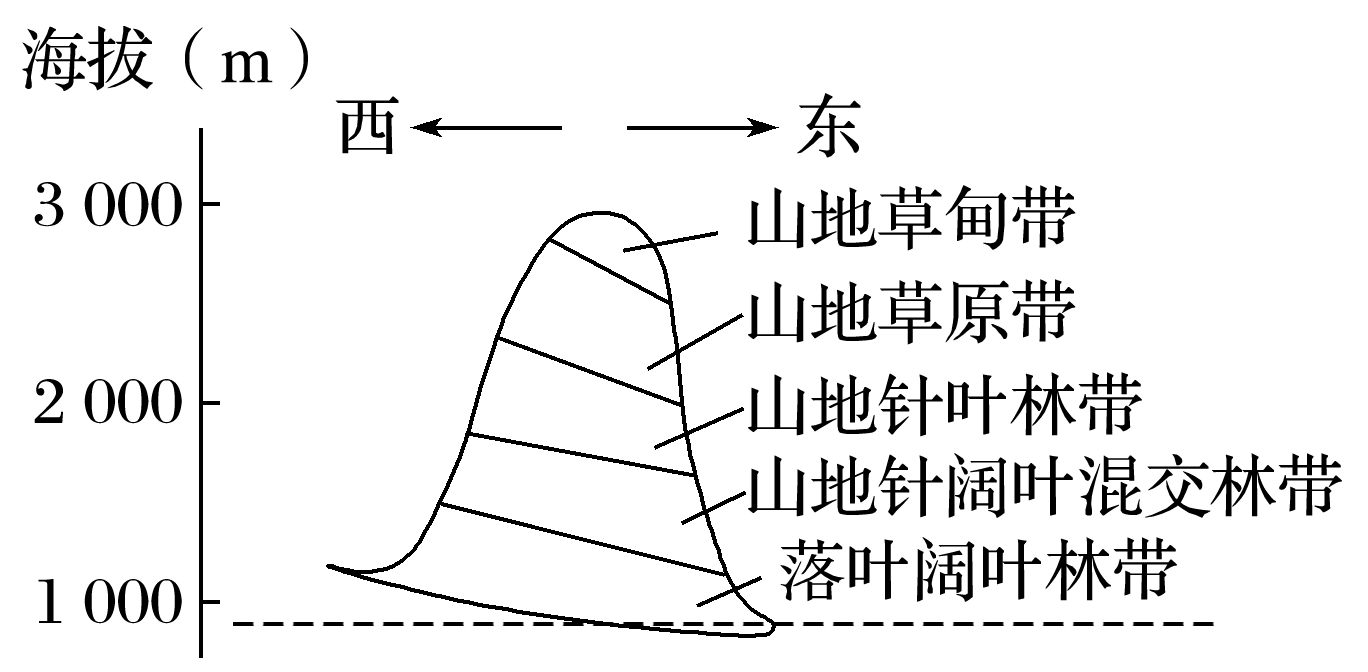 海拔（m）
西 东
3 000
山地草甸带
山地草原带
2 000
山地针叶林带
山地针阔叶混交林带
落叶阔叶林带
1 000